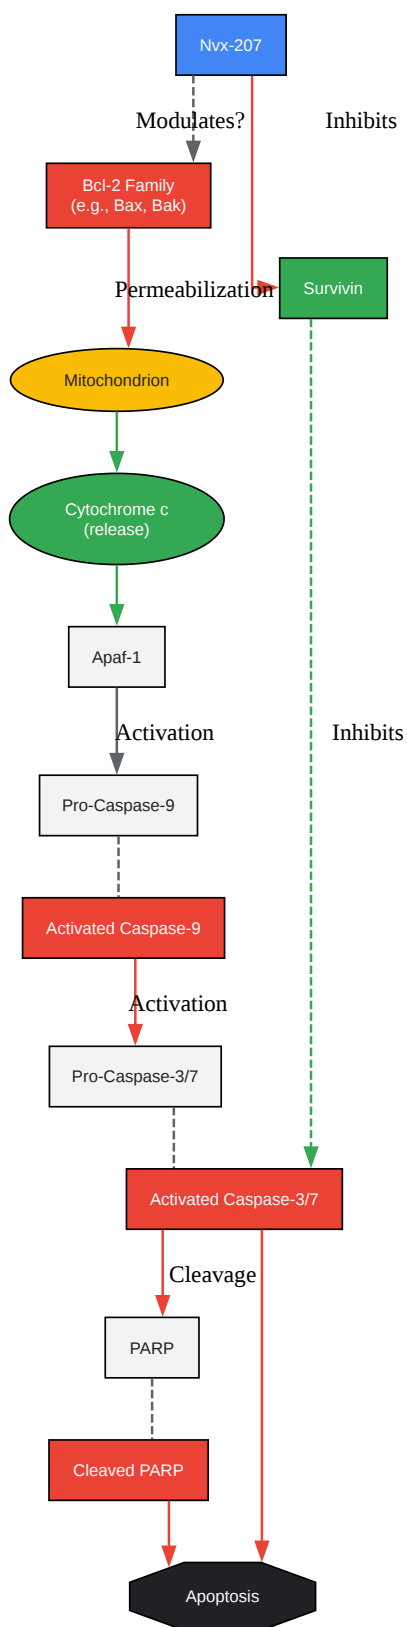 Nvx-207
Modulates?
Inhibits
Bcl-2 Family
(e.g., Bax, Bak)
Permeabilization
Survivin
Mitochondrion
Cytochrome c
(release)
Apaf-1
Activation
Inhibits
Pro-Caspase-9
Activated Caspase-9
Activation
Pro-Caspase-3/7
Activated Caspase-3/7
Cleavage
PARP
Cleaved PARP
Apoptosis